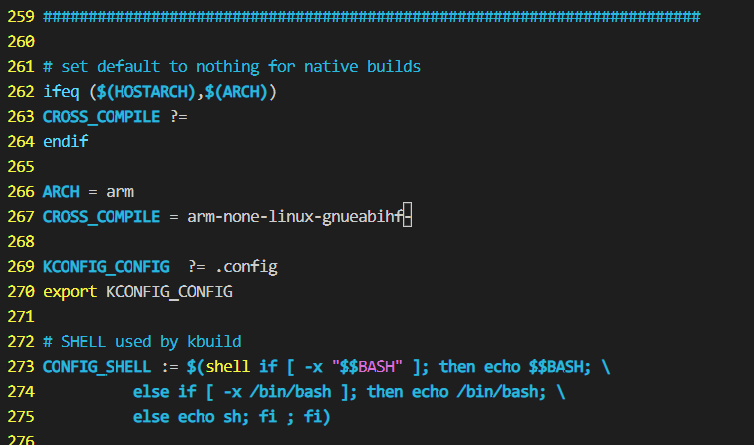 259 #########################################################################
260
261 # set default to nothing for native builds
262 ifeq ($(HOSTARCH),$(ARCH))
263 CROSS_COMPILE ?=
264 endif
265
266 ARCH = arm
267 CROSS_COMPILE = arm-none-linux-gnueabihf-
268
269 KCONFIG_CONFIG  ?= .config
270 export KCONFIG_CONFIG
271
272 # SHELL used by kbuild
273 CONFIG_SHELL := $(shell if [ -x "$$BASH" ]; then echo $$BASH; \
274           else if [ -x /bin/bash ]; then echo /bin/bash; \
275           else echo sh; fi ; fi)
276